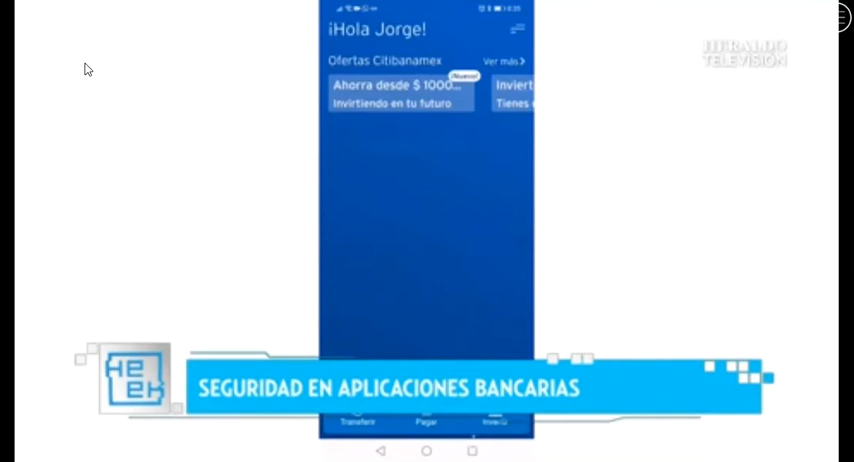 ¡Hola Jorge!
Ofertas Citibanamex
Ver más
¡Nuevo!
Ahorra desde $ 1000...
Invirtiendo en tu futuro
Inviert
Tienes
HERALDO
TELEVISIÓN
HE
EK
SEGURIDAD EN APLICACIONES BANCARIAS
Transferir
Pagar